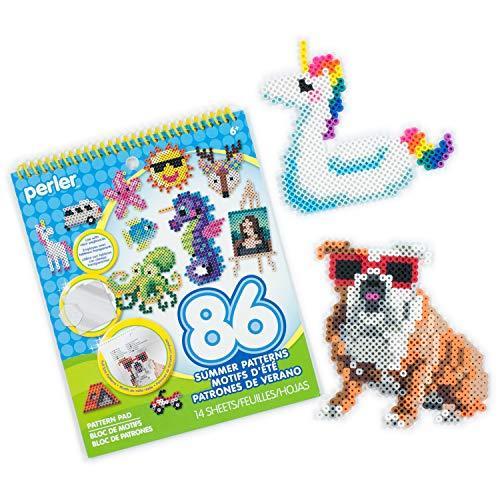 6+
perler
86
SUMMER PATTERNS
MOTIFS D'ÉTÉ
PATRONES DE VERANO
14 SHEETS/FEUILLES/HOJAS
PATTERN PAD
BLOC DE MOTIFS
BLOC DE PATRONES